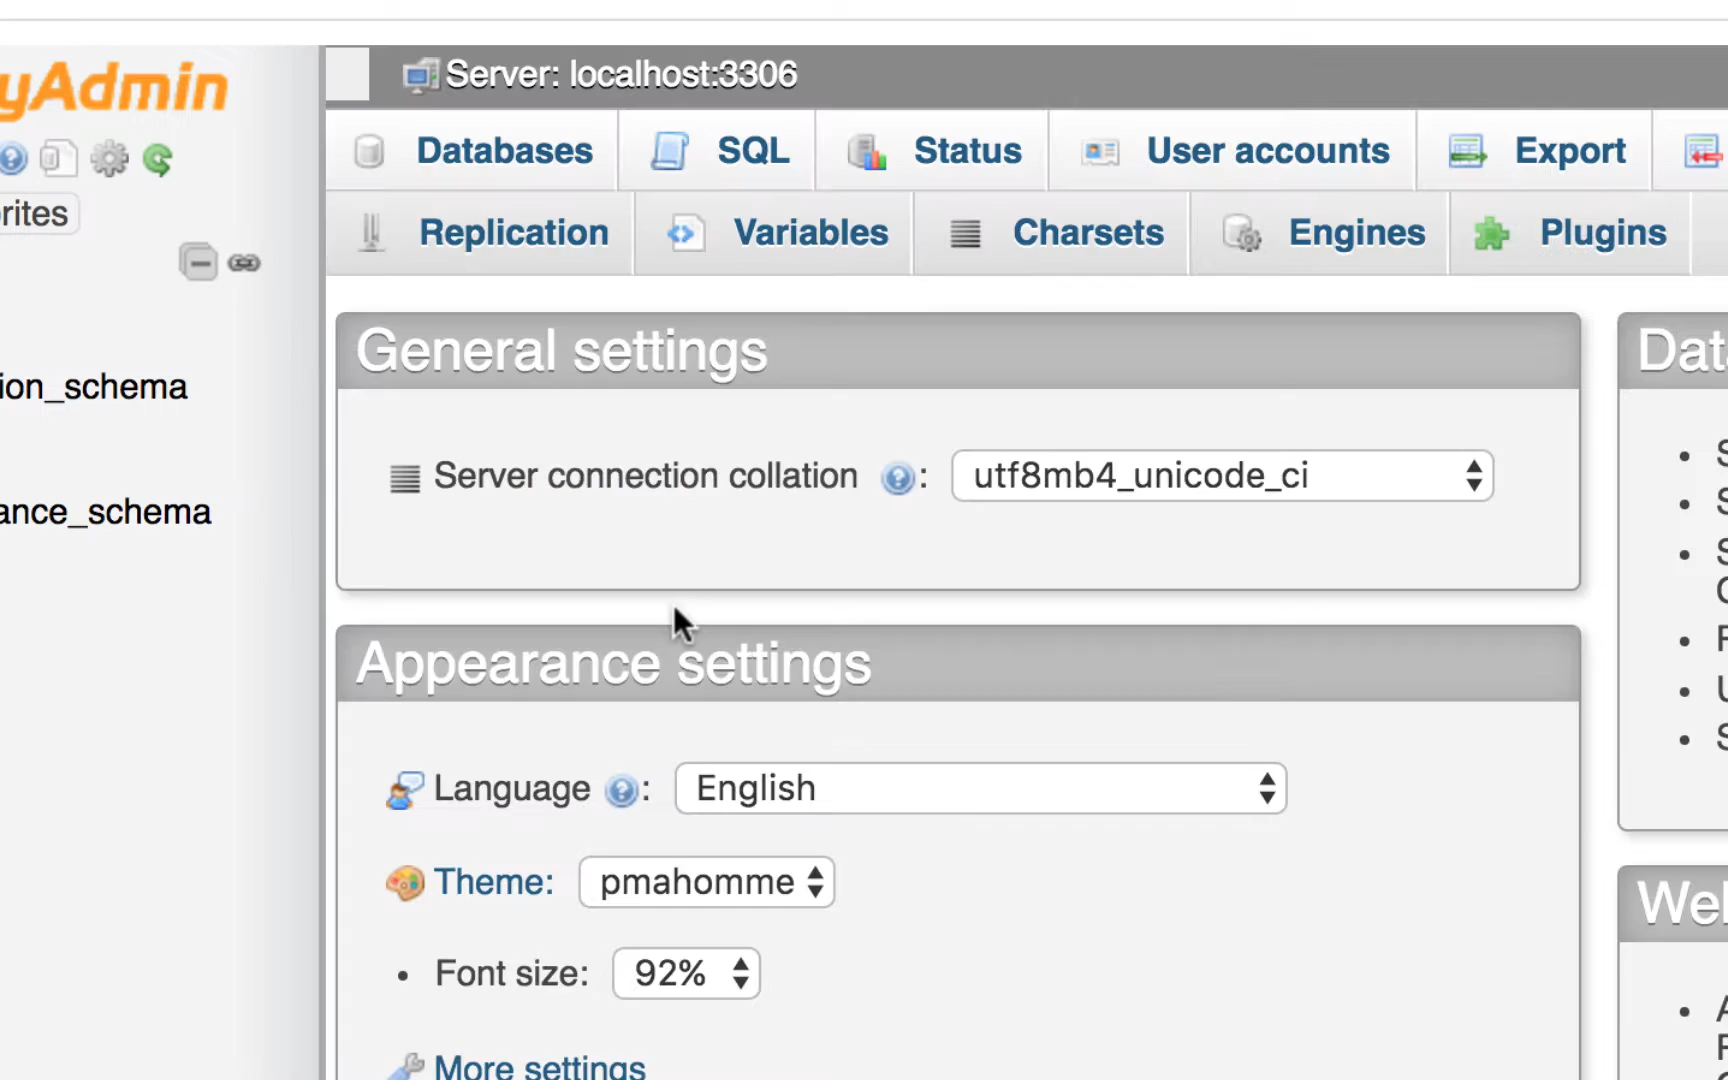 yAdmin
rites
ion_schema
ance_schema
Server: localhost:3306
Databases SQL Status User accounts Export
Replication Variables Charsets Engines Plugins
General settings
Server connection collation : utf8mb4_unicode_ci
Appearance settings
Language : English
Theme: pmahomme
• Font size: 92%
More settings
Dat
• S
• S
• S
C
•
• U
• S
We
• A